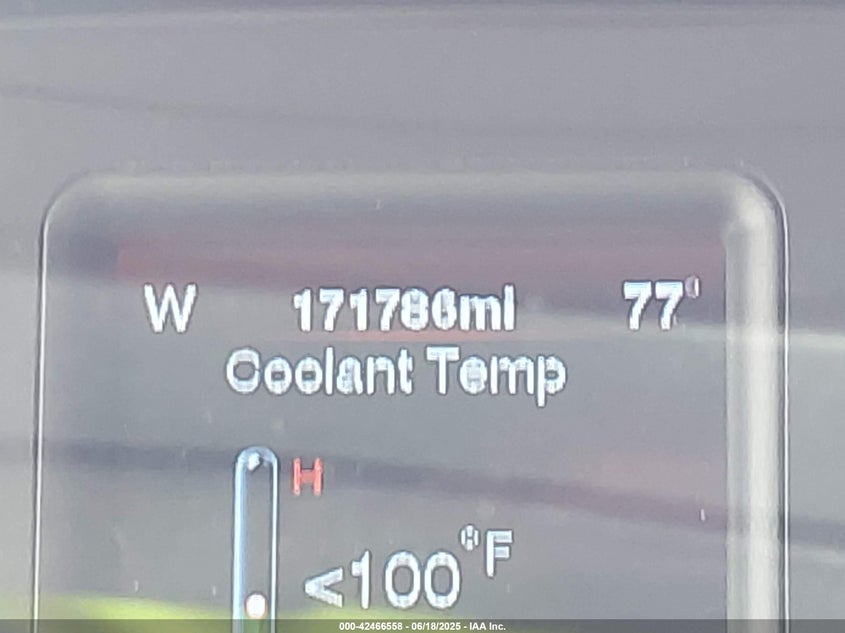 W 171786mi 77°
Coolant Temp
H
<100°F
000-42466558 - 06/18/2025 - IAA Inc.